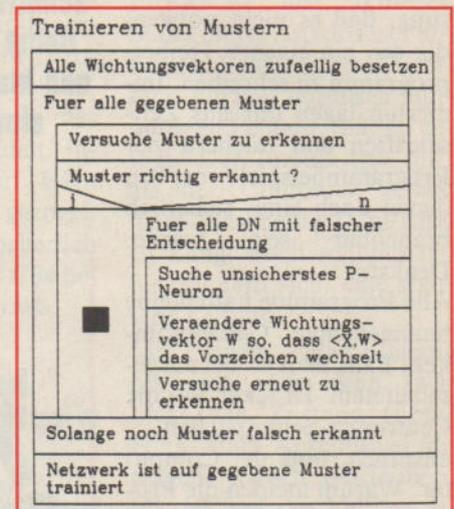 Trainieren von Mustern
Alle Wichtungsvektoren zufaellig besetzen
Fuer alle gegebenen Muster
Versuche Muster zu erkennen
Muster richtig erkannt ?
j n
Fuer alle DN mit falscher
Entscheidung
Suche unsicherstes P-
Neuron
Veraendere Wichtungs-
vektor W so, dass <X,W>
das Vorzeichen wechselt
Versuche erneut zu
erkennen
Solange noch Muster falsch erkannt
Netzwerk ist auf gegebene Muster
trainiert